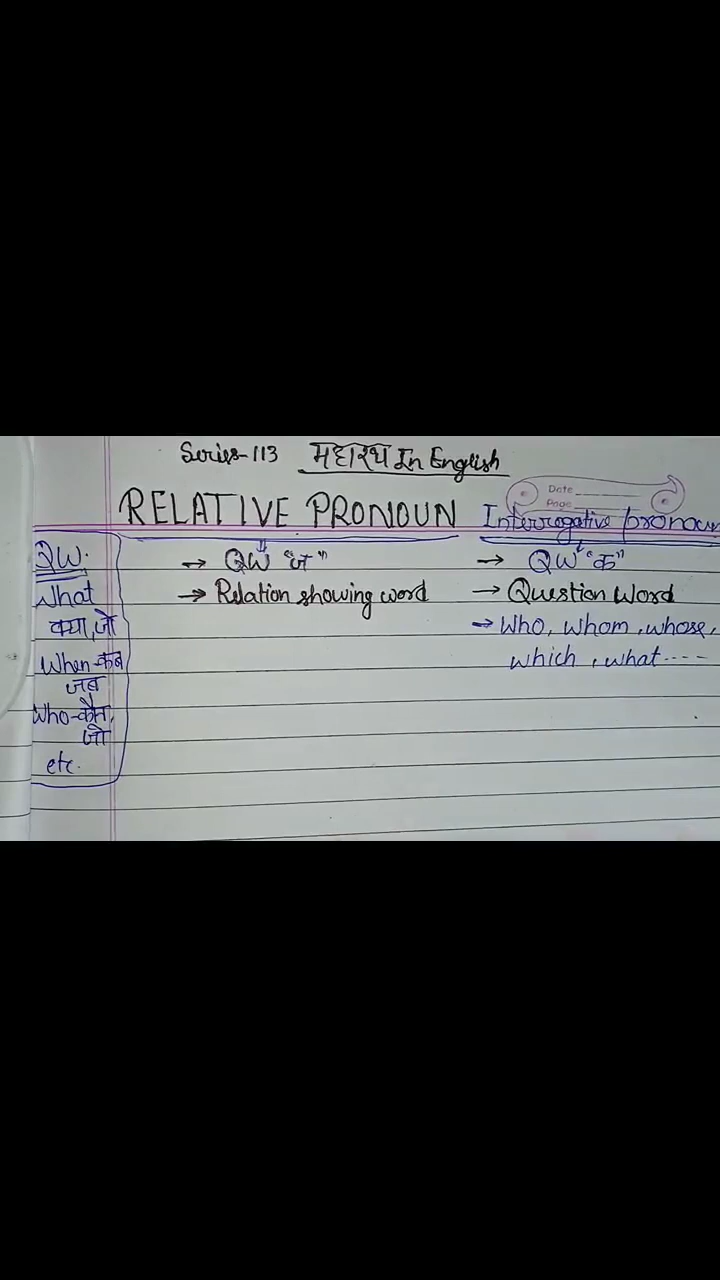 Series-113 महारथ In English
Date
Page
RELATIVE PRONOUN
Interrogative pronoun
QW.
What
क्या, जो
When-कब
जब
Who-कौन,
जो
etc.
→ QW "ज"
→ Relation showing word
→ QW "क"
→ Question Word
→ Who, whom, whose,
which, what----